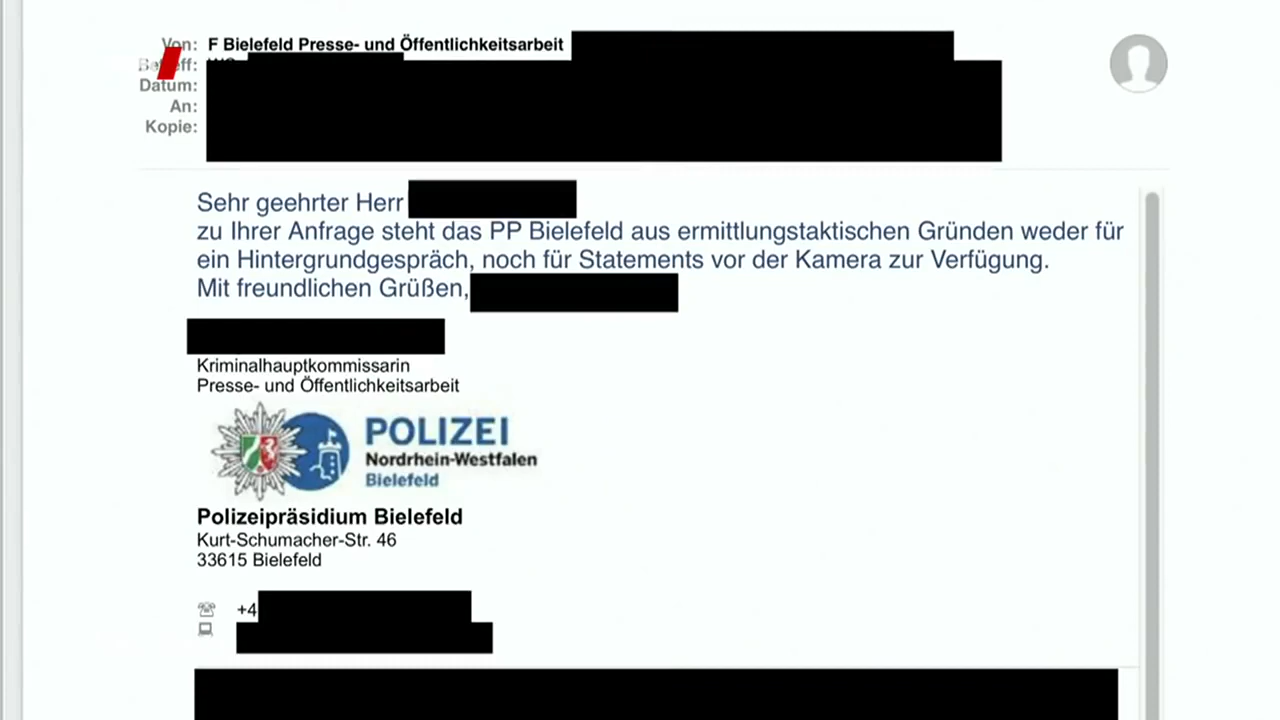 Von: F Bielefeld Presse- und Öffentlichkeitsarbeit
Datum:
An:
Kopie:
Sehr geehrter Herr
zu Ihrer Anfrage steht das PP Bielefeld aus ermittlungstaktischen Gründen weder für
ein Hintergrundgespräch, noch für Statements vor der Kamera zur Verfügung.
Mit freundlichen Grüßen,
Kriminalhauptkommissarin
Presse- und Öffentlichkeitsarbeit
POLIZEI
Nordrhein-Westfalen
Bielefeld
Polizeipräsidium Bielefeld
Kurt-Schumacher-Str. 46
33615 Bielefeld
+4